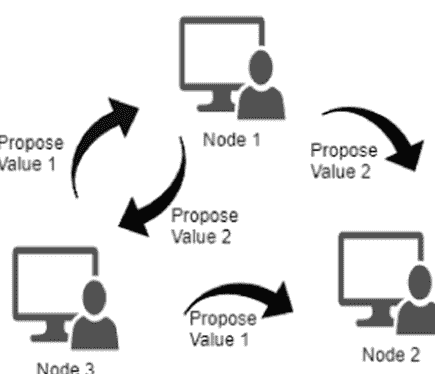 Node 1
Propose
Value 1
Propose
Value 2
Propose
Value 2
Propose
Value 1
Node 3
Node 2